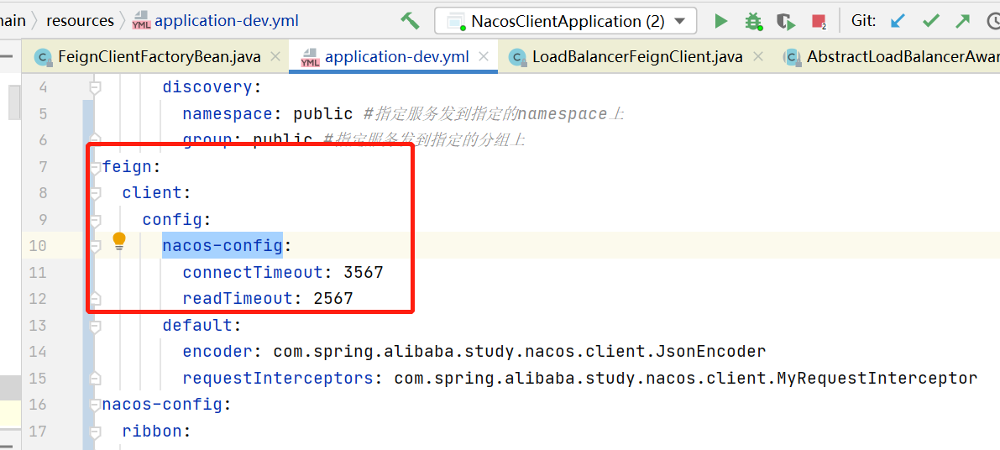 ain
resources
application-dev.yml
NacosClientApplication (2)
2
Git:
FeignClientFactoryBean.java
YML
application-dev.yml
LoadBalancerFeignClient.java
AbstractLoadBalancerAwar
4 discovery:
5 namespace: public #指定服务发到指定的namespace上
6 group: public #指定服务发到指定的分组上
7 feign:
8 client:
9 config:
10 nacos-config:
11 connectTimeout: 3567
12 readTimeout: 2567
13 default:
14 encoder: com.spring.alibaba.study.nacos.client.JsonEncoder
15 requestInterceptors: com.spring.alibaba.study.nacos.client.MyRequestInterceptor
16 nacos-config:
17 ribbon: